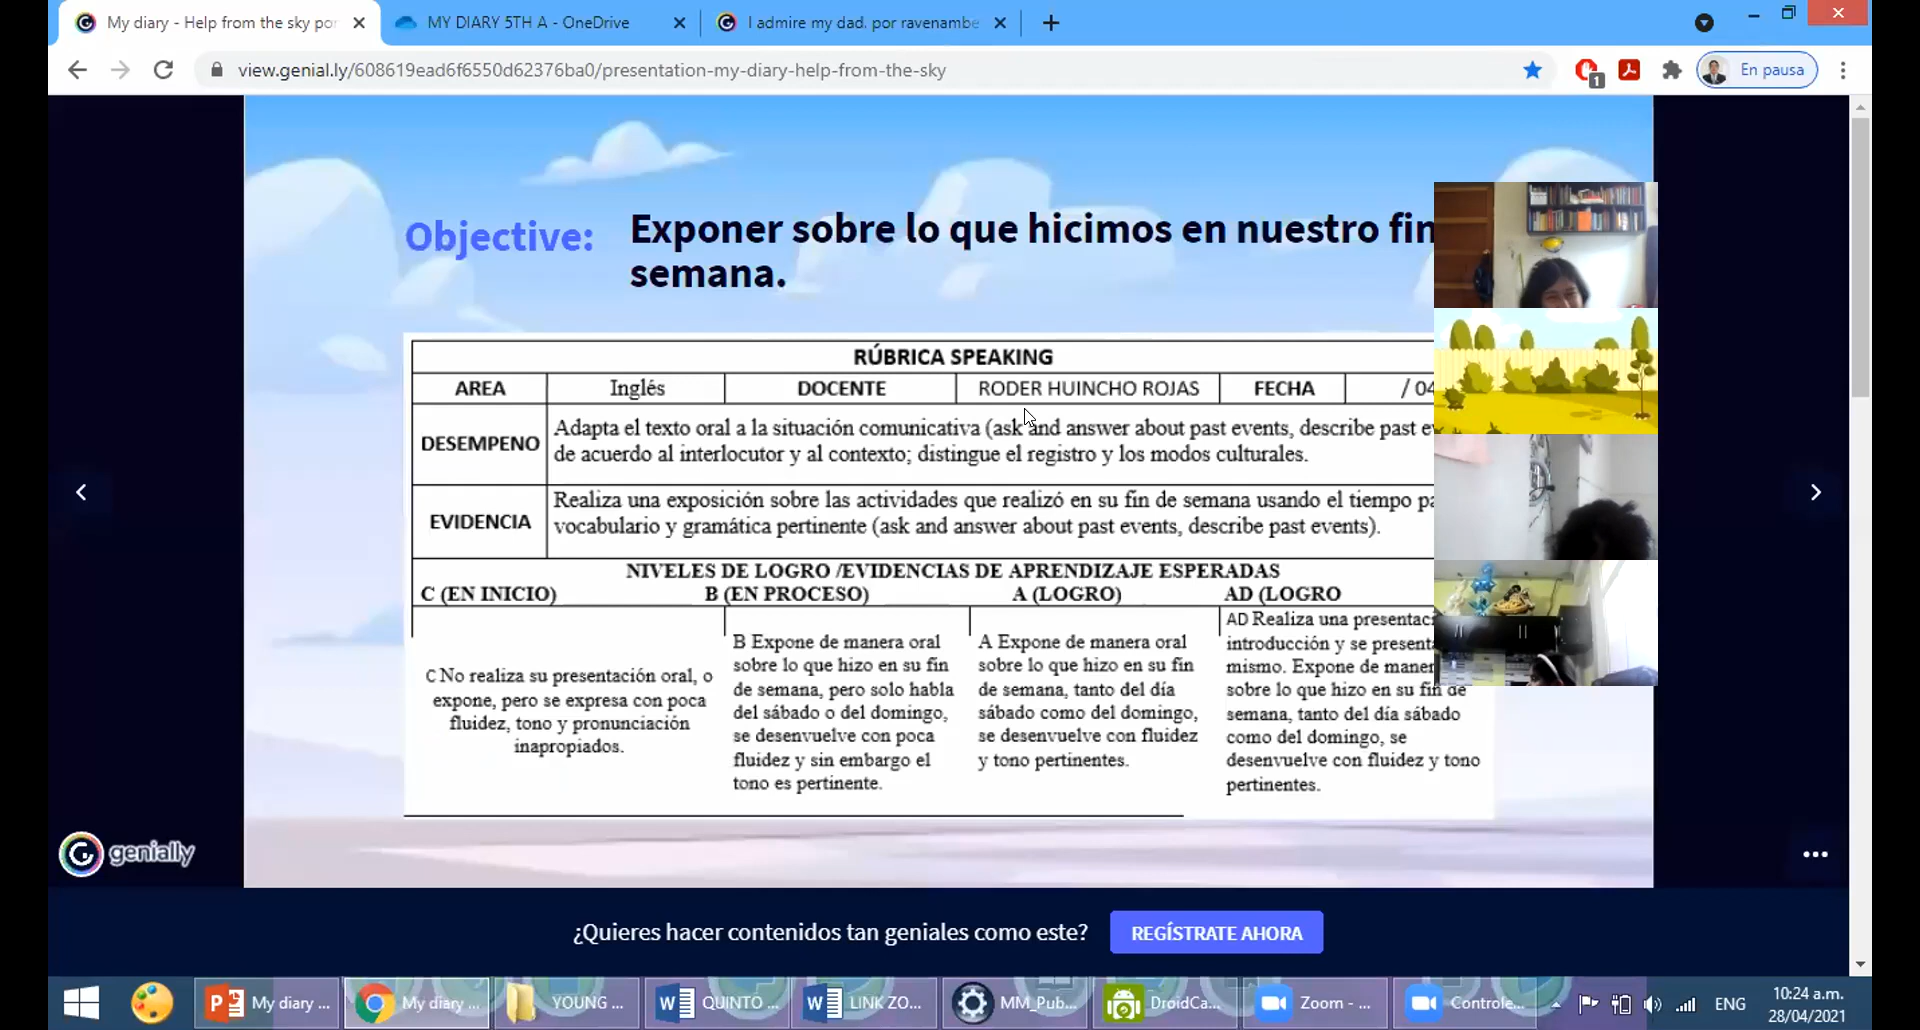 My diary - Help from the sky por
MY DIARY 5TH A - OneDrive
I admire my dad. por ravenambe
view.genial.ly/608619ead6f6550d62376ba0/presentation-my-diary-help-from-the-sky
1
En pausa
Objective:
Exponer sobre lo que hicimos en nuestro fin
semana.
RÚBRICA SPEAKING
AREA
Inglés
DOCENTE
RODER HUINCHO ROJAS
FECHA
/ 04
DESEMPENO
Adapta el texto oral a la situación comunicativa (ask and answer about past events, describe past e
de acuerdo al interlocutor y al contexto; distingue el registro y los modos culturales.
EVIDENCIA
Realiza una exposición sobre las actividades que realizó en su fin de semana usando el tiempo pa
vocabulario y gramática pertinente (ask and answer about past events, describe past events).
NIVELES DE LOGRO /EVIDENCIAS DE APRENDIZAJE ESPERADAS
C (EN INICIO)
B (EN PROCESO)
A (LOGRO)
AD (LOGRO
C No realiza su presentación oral, o
expone, pero se expresa con poca
fluidez, tono y pronunciación
inapropiados.
B Expone de manera oral
sobre lo que hizo en su fin
de semana, pero solo habla
del sábado o del domingo,
se desenvuelve con poca
fluidez y sin embargo el
tono es pertinente.
A Expone de manera oral
sobre lo que hizo en su fin
de semana, tanto del día
sábado como del domingo,
se desenvuelve con fluidez
y tono pertinentes.
AD Realiza una presentaci
introducción y se present
mismo. Expone de maner
sobre lo que hizo en su fin de
semana, tanto del día sábado
como del domingo, se
desenvuelve con fluidez y tono
pertinentes.
genially
¿Quieres hacer contenidos tan geniales como este?
REGÍSTRATE AHORA
My diary ...
My diary ...
YOUNG ...
QUINTO ...
LINK ZO...
MM_Pub...
DroidCa...
Zoom - ...
Controle...
ENG
10:24 a.m.
28/04/2021